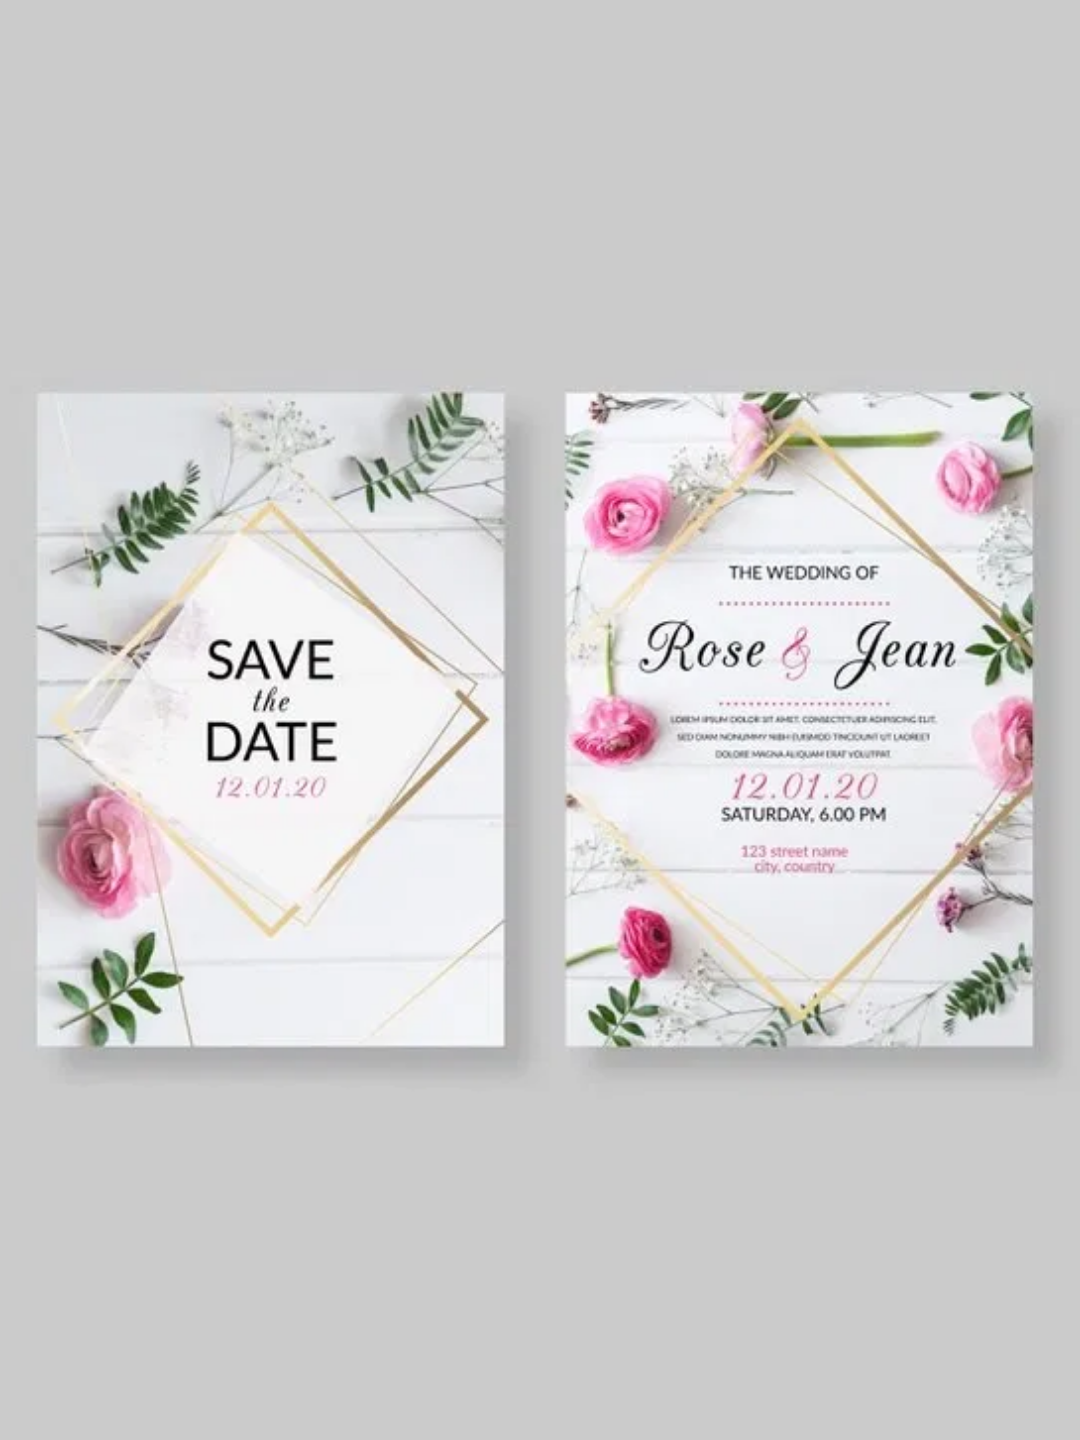 SAVE
the
DATE
12.01.20
THE WEDDING OF
Rose & Jean
LOREM IPSUM DOLOR SIT AMET, CONSECTETUER ADIPISCING ELIT,
SED DIAM NONUMMY NIBH EUISMOD TINCIDUNT UT LAOREET
DOLORE MAGNA ALIQUAM ERAT VOLUTPAT.
12.01.20
SATURDAY, 6.00 PM
123 street name
city, country